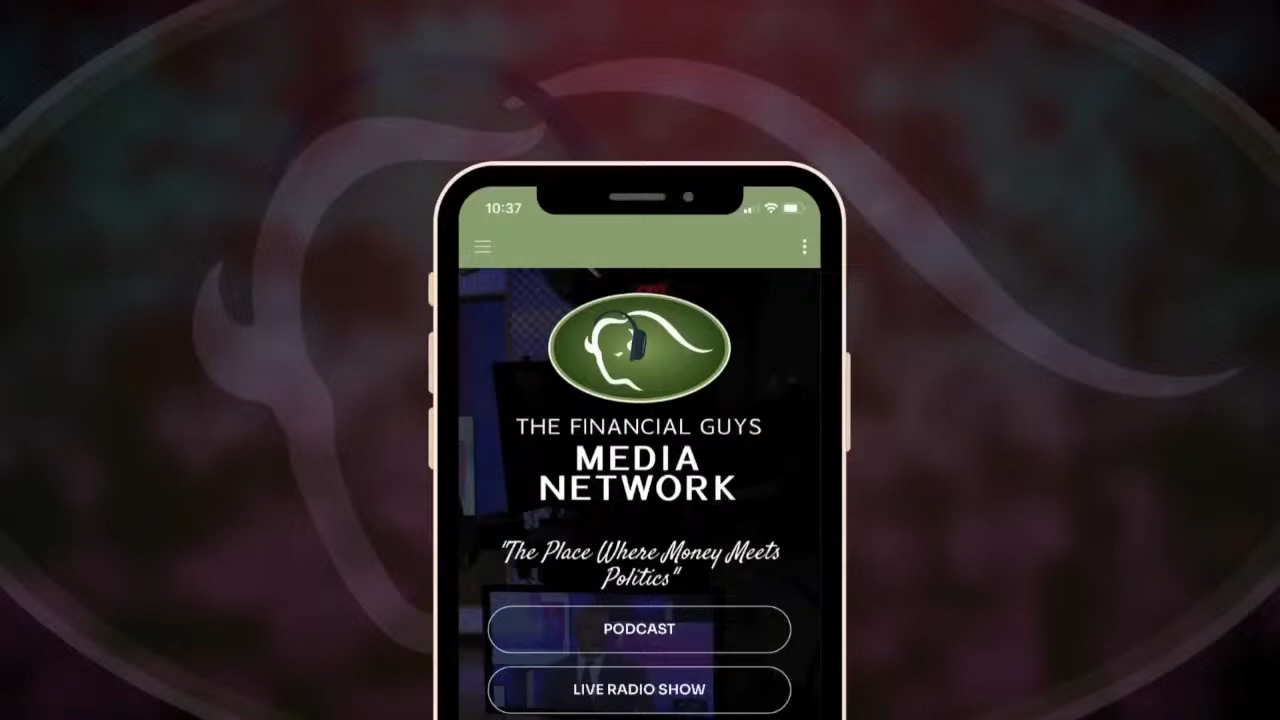 10:37
THE FINANCIAL GUYS
MEDIA
NETWORK
"The Place Where Money Meets
Politics"
PODCAST
LIVE RADIO SHOW